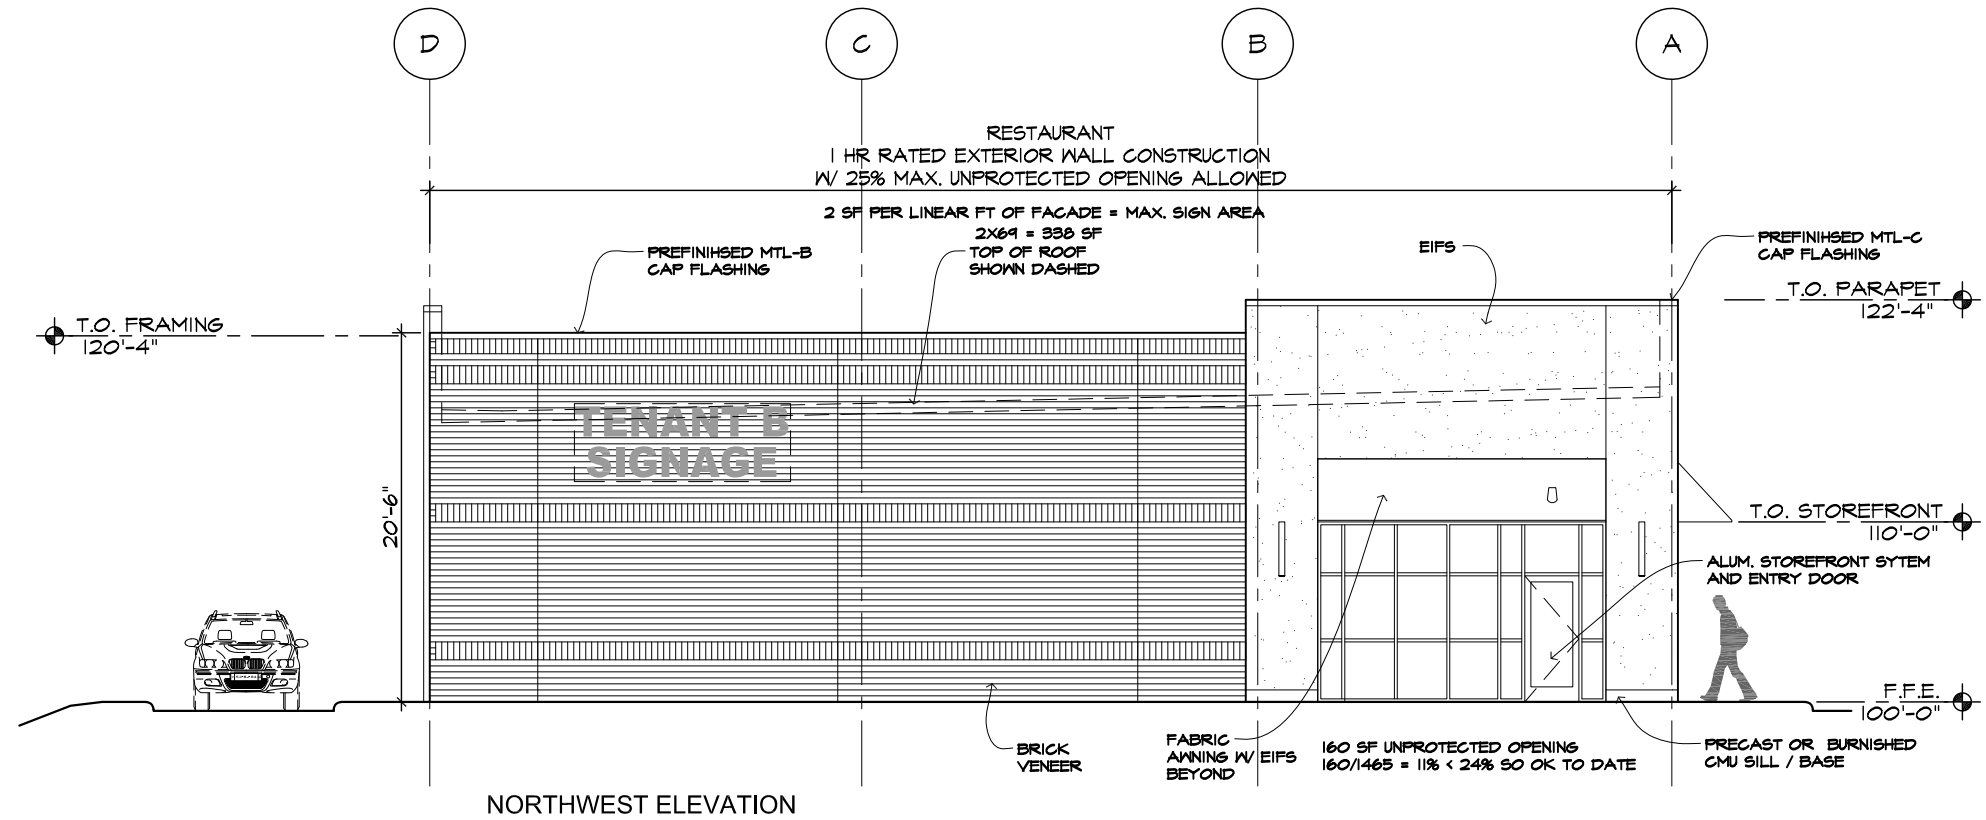 D
C
B
A
RESTAURANT
1 HR RATED EXTERIOR WALL CONSTRUCTION
W/ 25% MAX. UNPROTECTED OPENING ALLOWED
2 SF PER LINEAR FT OF FACADE = MAX. SIGN AREA
2X69 = 338 SF
PREFINIHSED MTL-B
CAP FLASHING
TOP OF ROOF
SHOWN DASHED
EIFS
PREFINIHSED MTL-C
CAP FLASHING
T.O. PARAPET
122'-4"
T.O. FRAMING
120'-4"
TENANT B
SIGNAGE
20'-6"
T.O. STOREFRONT
110'-0"
ALUM. STOREFRONT SYTEM
AND ENTRY DOOR
F.F.E.
100'-0"
BRICK
VENEER
FABRIC
AWNING W/ EIFS
BEYOND
160 SF UNPROTECTED OPENING
160/1465 = 11% < 24% SO OK TO DATE
PRECAST OR BURNISHED
CMU SILL / BASE
NORTHWEST ELEVATION